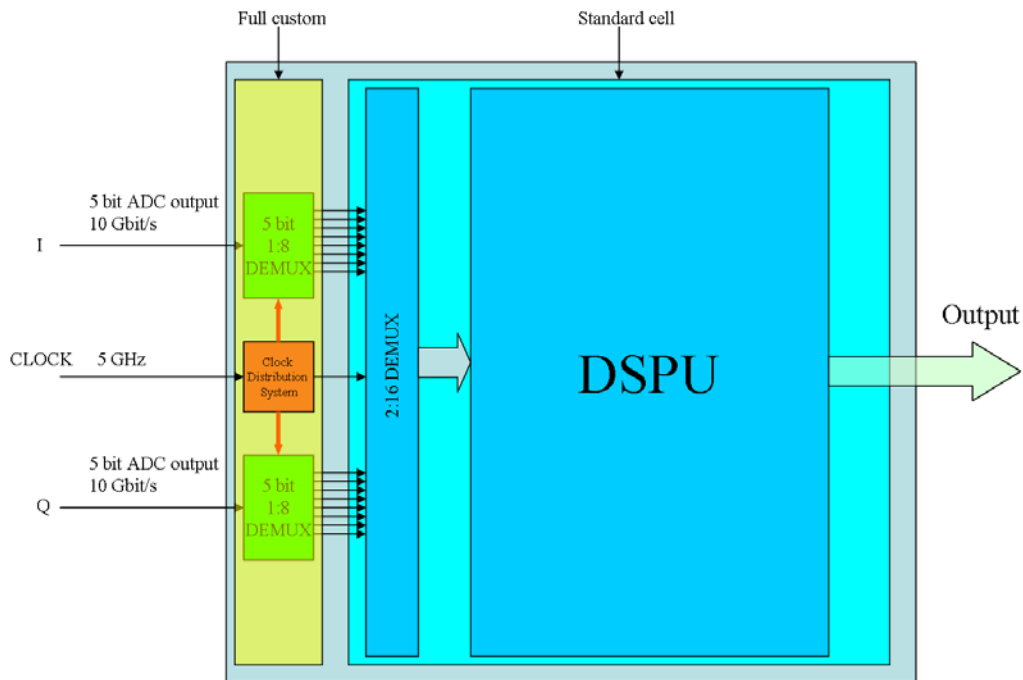 Full custom
Standard cell
5 bit ADC output
10 Gbit/s
I
5 bit
1:8
DEMUX
CLOCK
5 GHz
Clock
Distribution
System
2:16 DEMUX
DSPU
Output
5 bit ADC output
10 Gbit/s
Q
5 bit
1:8
DEMUX